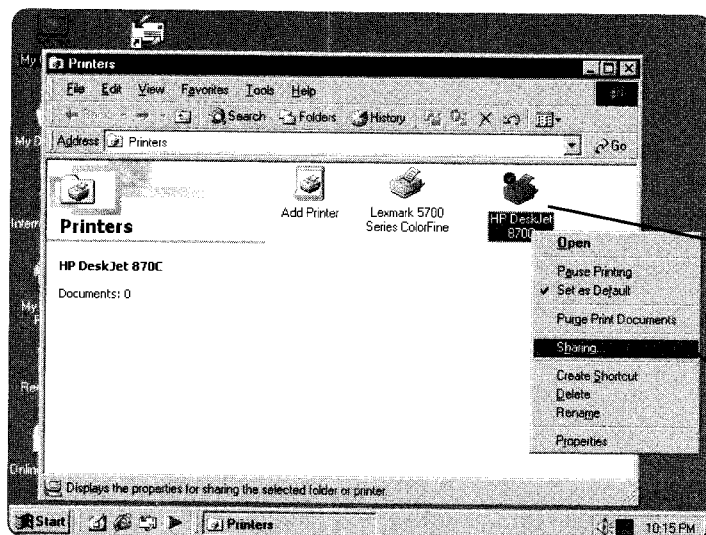 Printers
File Edit View Favorites Tools Help
Back Search Folders History
Address Printers Go
Printers
HP DeskJet 870C
Documents: 0
Add Printer
Lexmark 5700
Series ColorFine
HP DeskJet
870C
Open
Pause Printing
Set as Default
Purge Print Documents
Sharing...
Create Shortcut
Delete
Rename
Properties
Displays the properties for sharing the selected folder or printer.
Start Printers 10:15 PM